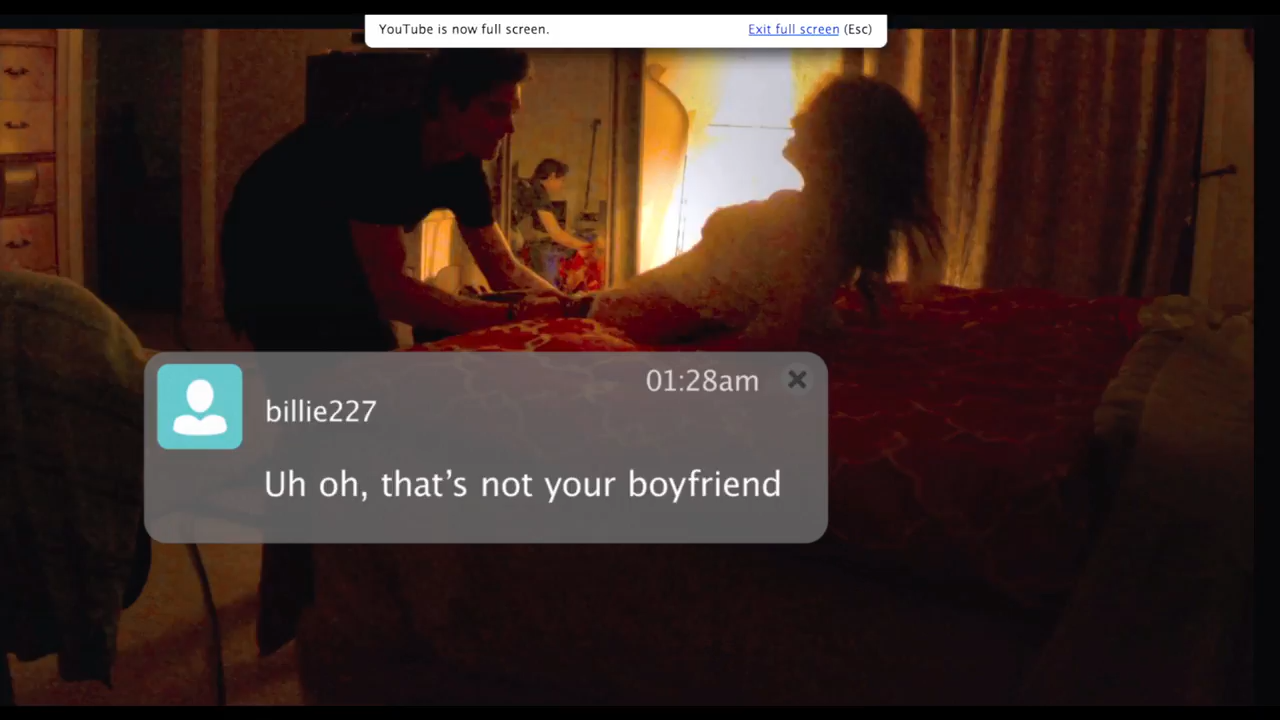 YouTube is now full screen. Exit full screen (Esc)
01:28am
billie227
Uh oh, that's not your boyfriend